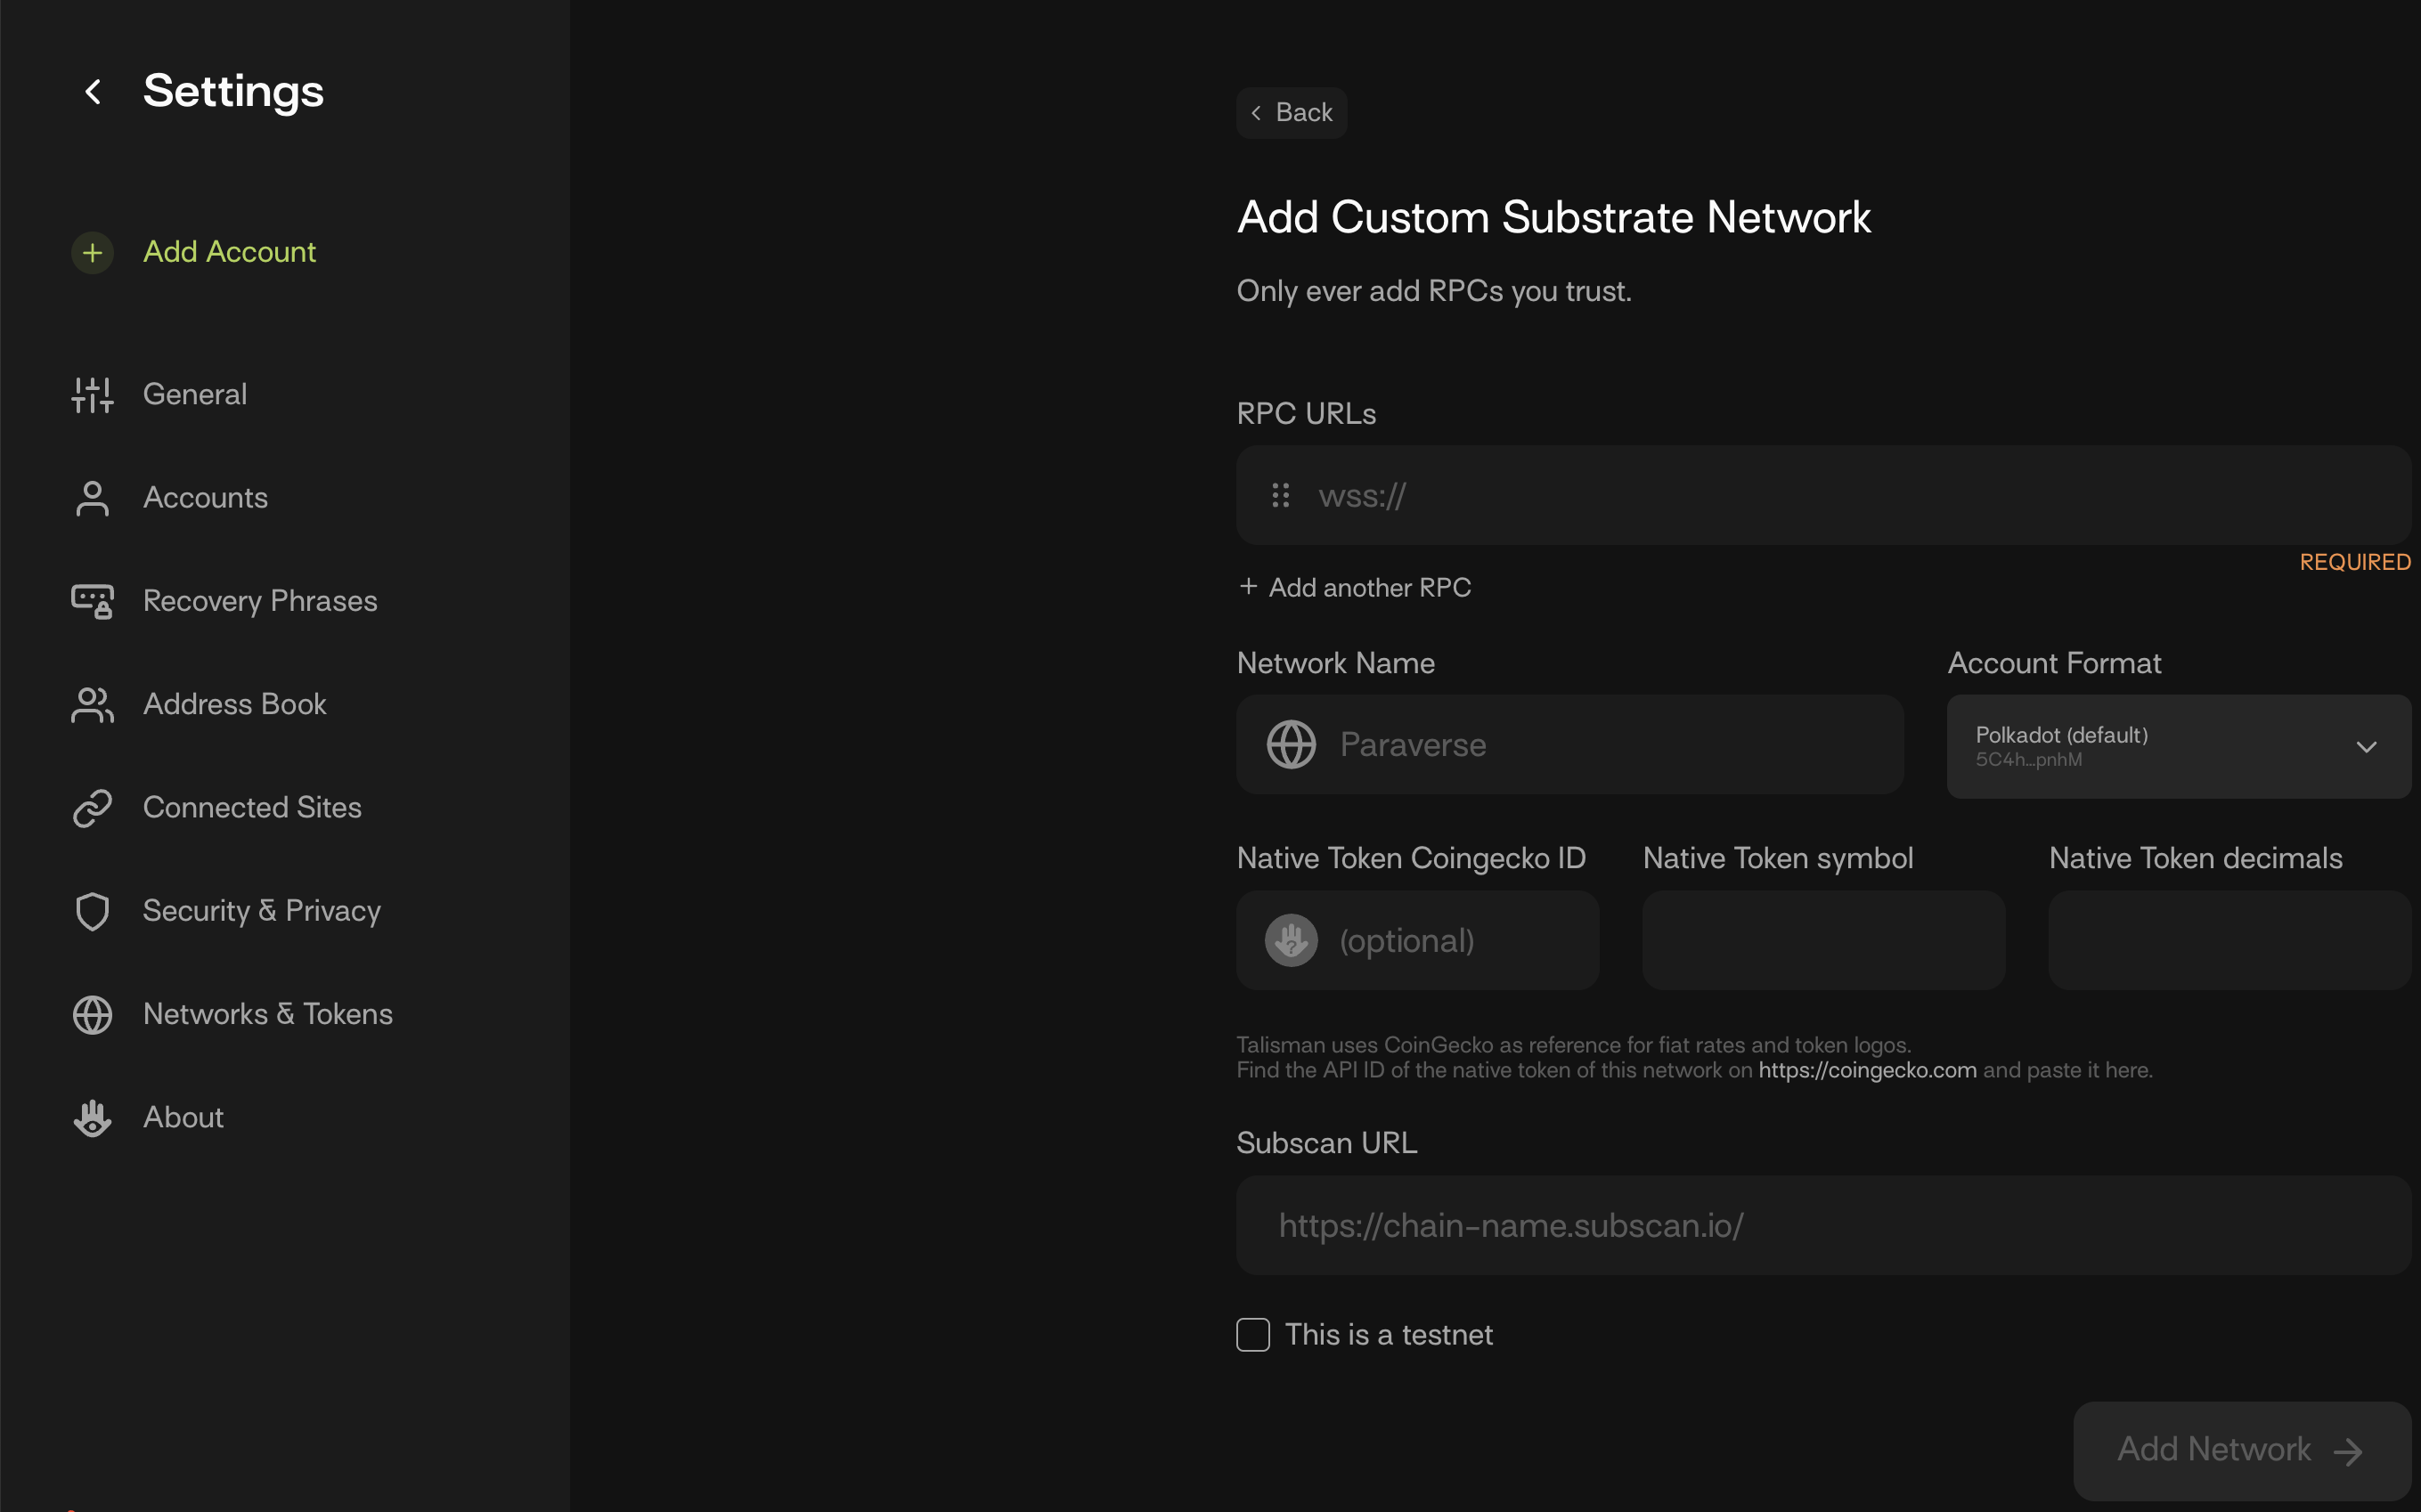 Settings
Add Account
General
Accounts
Recovery Phrases
Address Book
Connected Sites
Security & Privacy
Networks & Tokens
About
Back
Add Custom Substrate Network
Only ever add RPCs you trust.
RPC URLs
wss://
REQUIRED
+ Add another RPC
Network Name
Account Format
Paraverse
Polkadot (default)
5C4h...pnhM
Native Token Coingecko ID
Native Token symbol
Native Token decimals
(optional)
Talisman uses CoinGecko as reference for fiat rates and token logos.
Find the API ID of the native token of this network on https://coingecko.com and paste it here.
Subscan URL
https://chain-name.subscan.io/
This is a testnet
Add Network